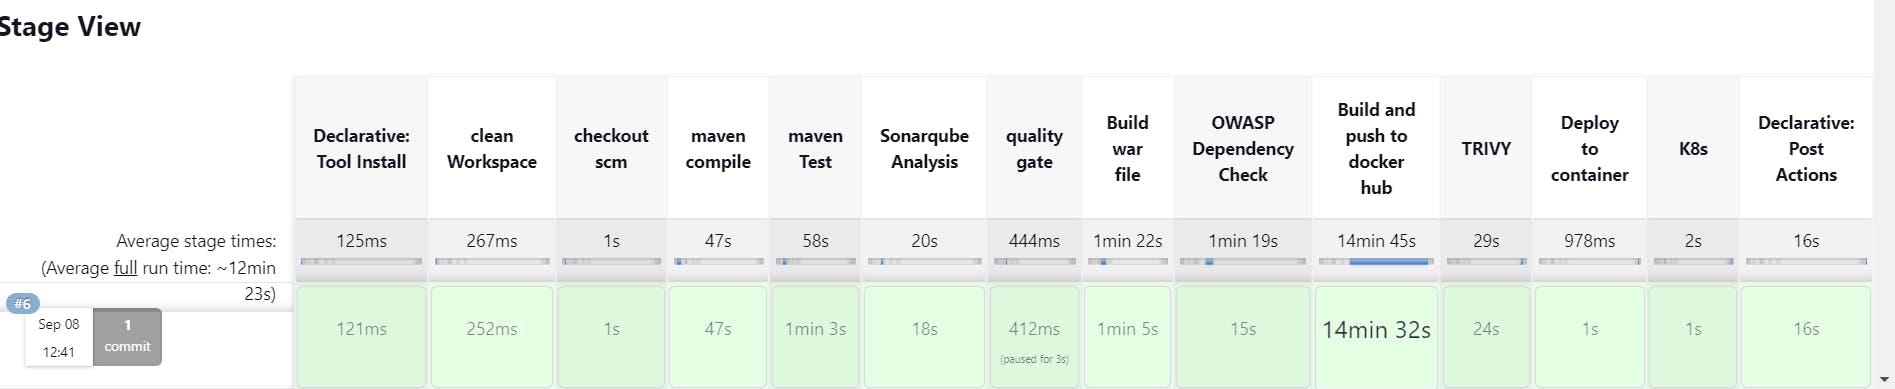 Stage View
Declarative: Tool Install
clean Workspace
checkout scm
maven compile
maven Test
Sonarqube Analysis
quality gate
Build war file
OWASP Dependency Check
Build and push to docker hub
TRIVY
Deploy to container
K8s
Declarative: Post Actions
Average stage times:
(Average full run time: ~12min
23s)
125ms
267ms
1s
47s
58s
20s
444ms
1min 22s
1min 19s
14min 45s
29s
978ms
2s
16s
#6
Sep 08
12:41
1
commit
121ms
252ms
1s
47s
1min 3s
18s
412ms
(paused for 3s)
1min 5s
15s
14min 32s
24s
1s
1s
16s